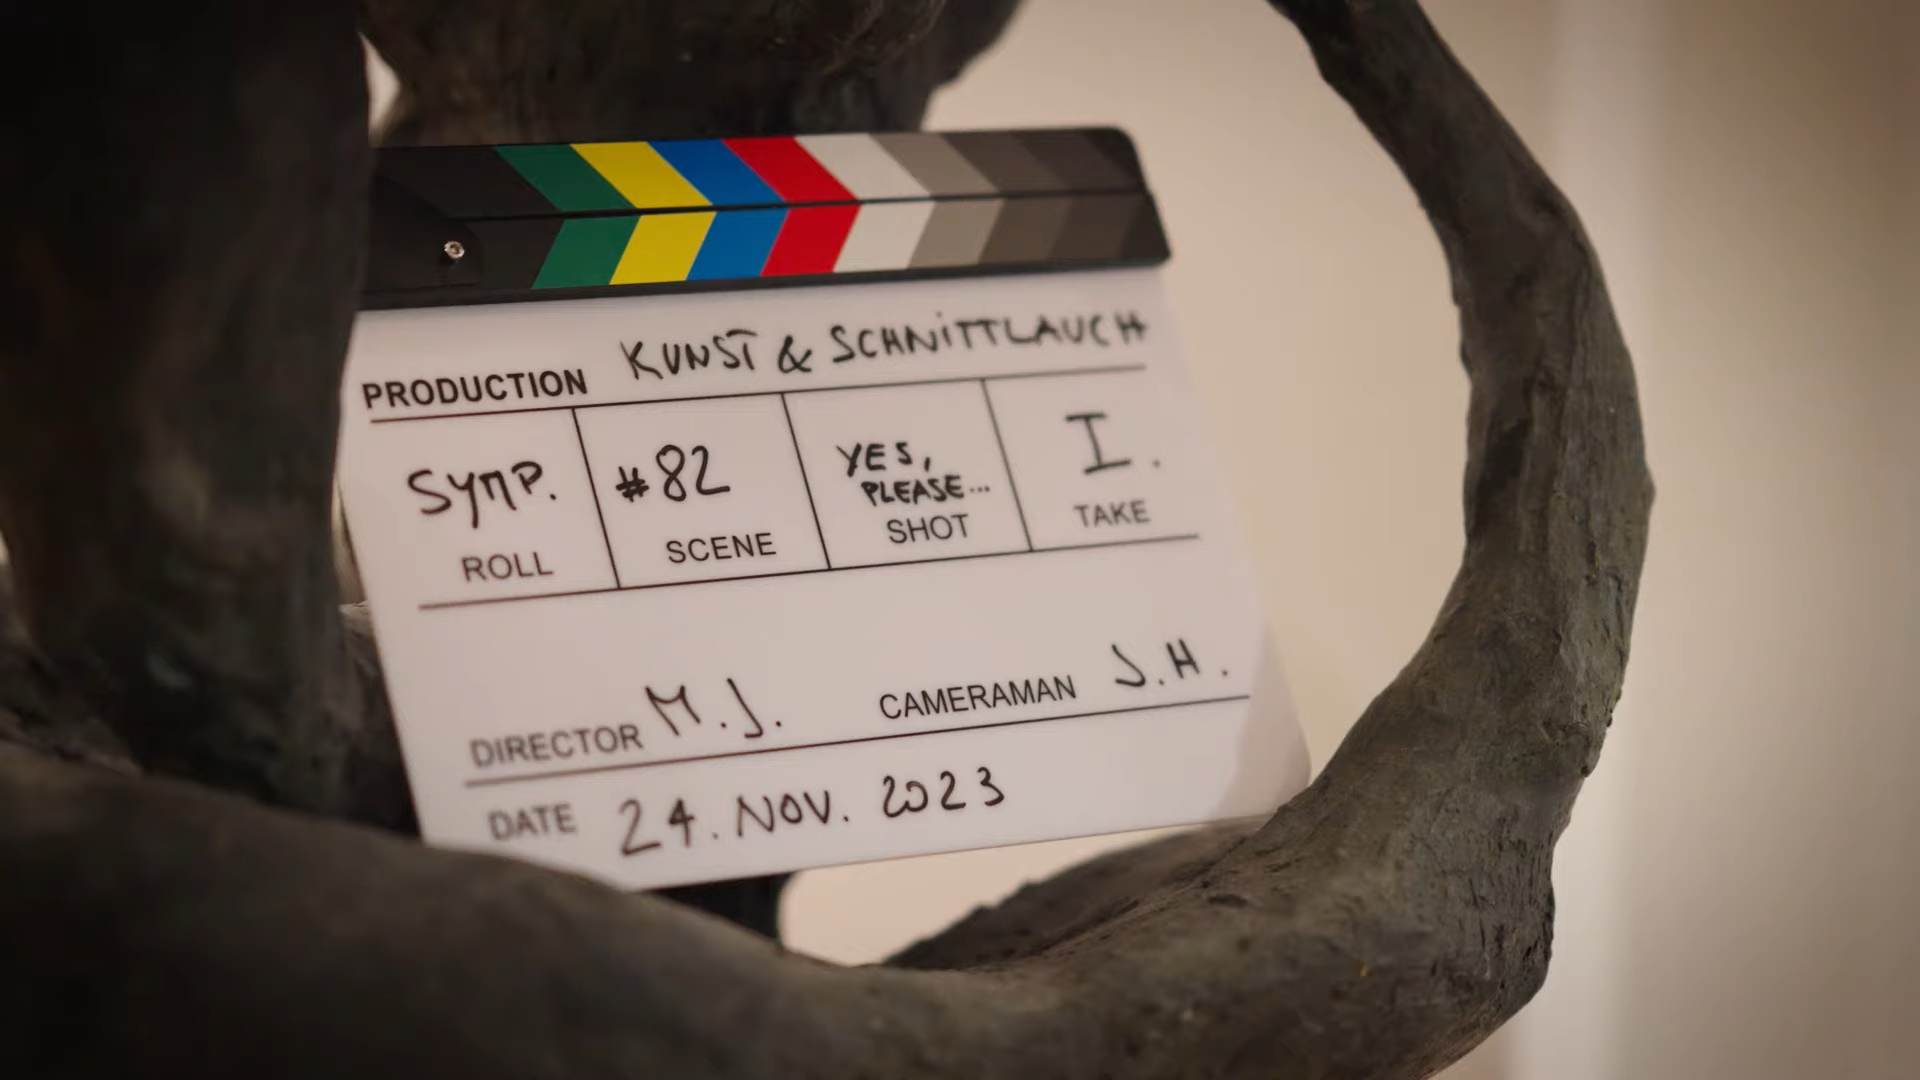 PRODUCTION KUNST & SCHNITTLAUCH
SYMP. #82 YES, PLEASE... I.
ROLL SCENE SHOT TAKE
DIRECTOR M.J. CAMERAMAN J.H.
DATE 24. NOV. 2023